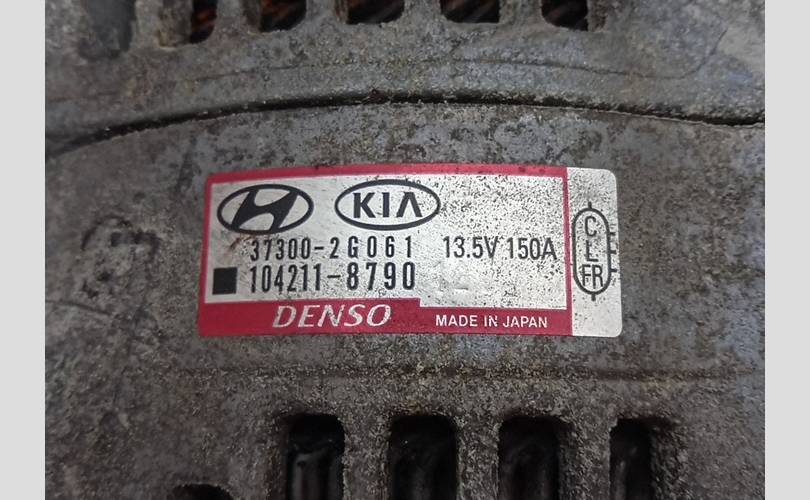 H KIA
37300-2G061 13.5V 150A
104211-8790
DENSO MADE IN JAPAN
C
L
FR